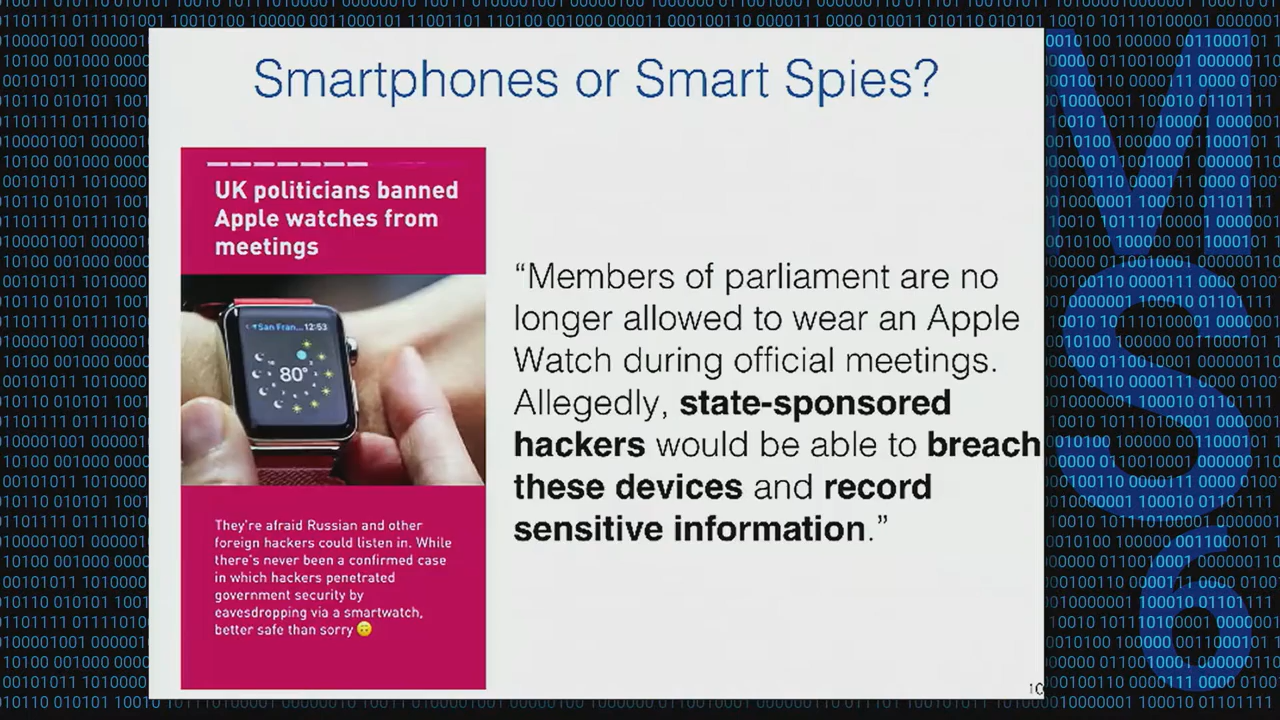 Smartphones or Smart Spies?
UK politicians banned
Apple watches from
meetings
San Fran... 12:53
80°
They're afraid Russian and other
foreign hackers could listen in. While
there's never been a confirmed case
in which hackers penetrated
government security by
eavesdropping via a smartwatch,
better safe than sorry 🙃
“Members of parliament are no
longer allowed to wear an Apple
Watch during official meetings.
Allegedly, state-sponsored
hackers would be able to breach
these devices and record
sensitive information.”